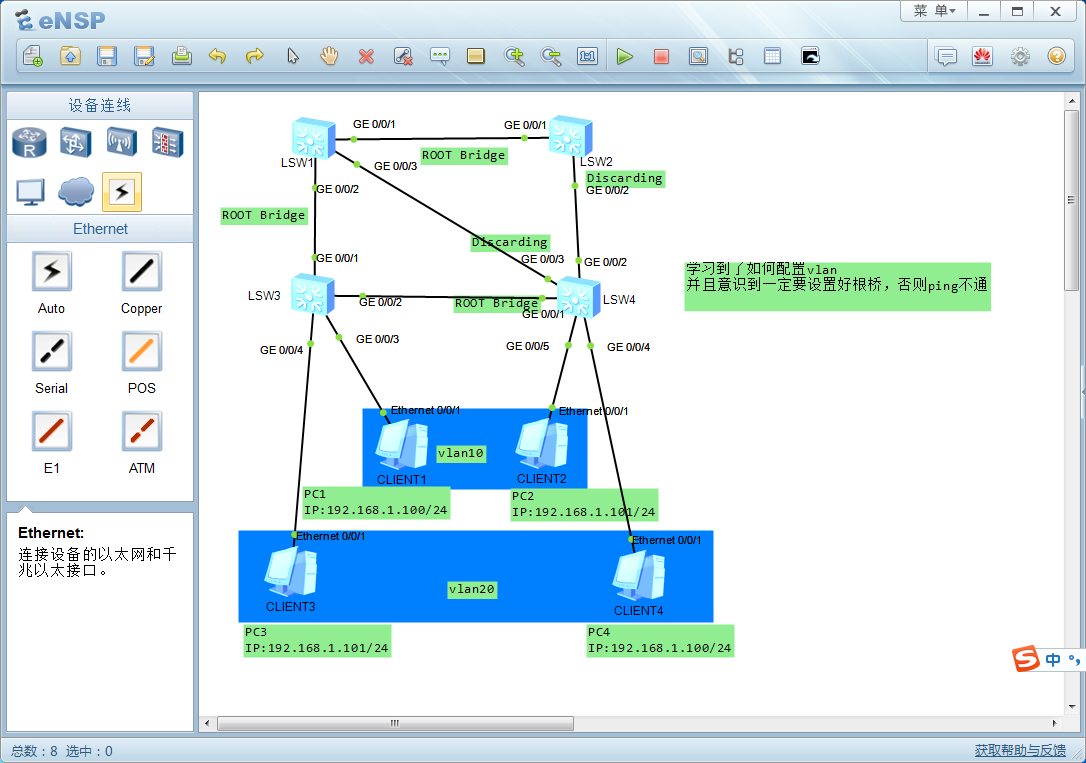 eNSP
菜 单
设备连线
Ethernet
Auto
Copper
Serial
POS
E1
ATM
Ethernet:
连接设备的以太网和千
兆以太接口。
GE 0/0/1
GE 0/0/1
LSW1
ROOT Bridge
LSW2
GE 0/0/3
Discarding
GE 0/0/2
GE 0/0/2
ROOT Bridge
Discarding
GE 0/0/1
GE 0/0/3
GE 0/0/2
LSW3
GE 0/0/2
ROOT Bridge
LSW4
GE 0/0/1
GE 0/0/4
GE 0/0/3
GE 0/0/5
GE 0/0/4
学习到了如何配置vlan
并且意识到一定要设置好根桥，否则ping不通
Ethernet 0/0/1
Ethernet 0/0/1
vlan10
CLIENT1
CLIENT2
PC1
IP:192.168.1.100/24
PC2
IP:192.168.1.101/24
Ethernet 0/0/1
Ethernet 0/0/1
vlan20
CLIENT3
CLIENT4
PC3
IP:192.168.1.101/24
PC4
IP:192.168.1.100/24
中
总数：8 选中：0
获取帮助与反馈